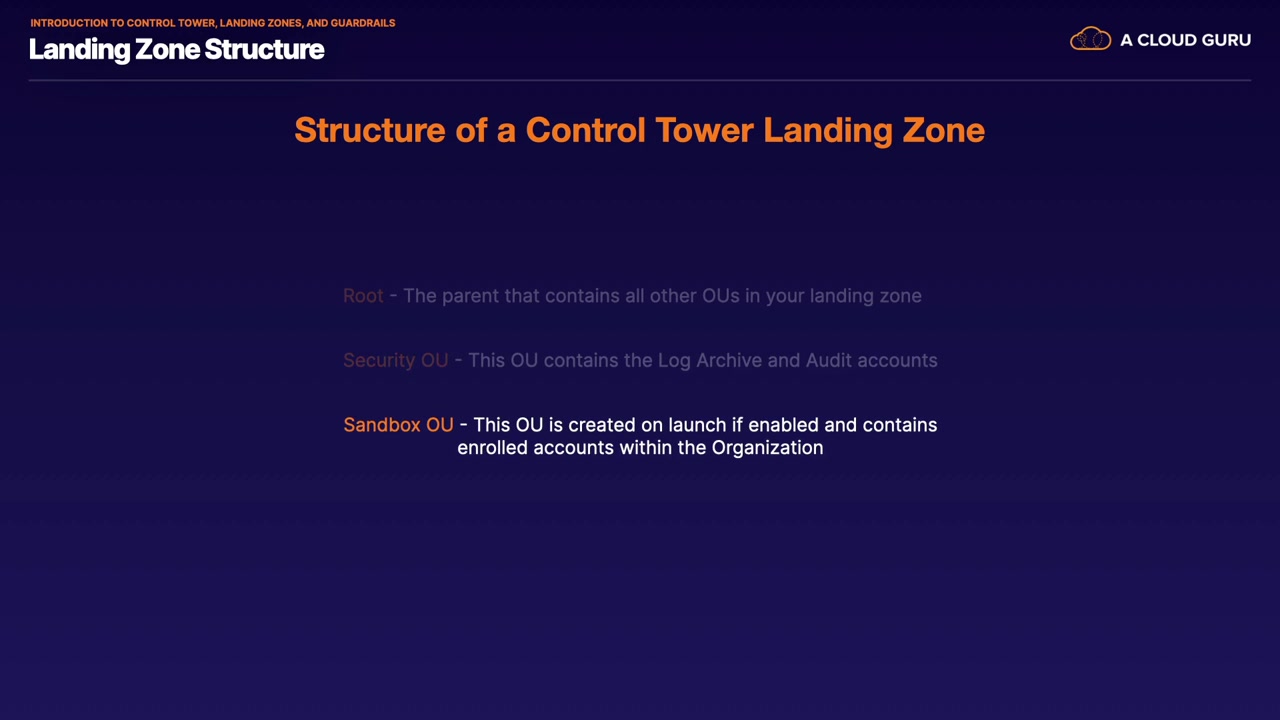 INTRODUCTION TO CONTROL TOWER, LANDING ZONES, AND GUARDRAILS
Landing Zone Structure
A CLOUD GURU
Structure of a Control Tower Landing Zone
Root - The parent that contains all other OUs in your landing zone
Security OU - This OU contains the Log Archive and Audit accounts
Sandbox OU - This OU is created on launch if enabled and contains
enrolled accounts within the Organization